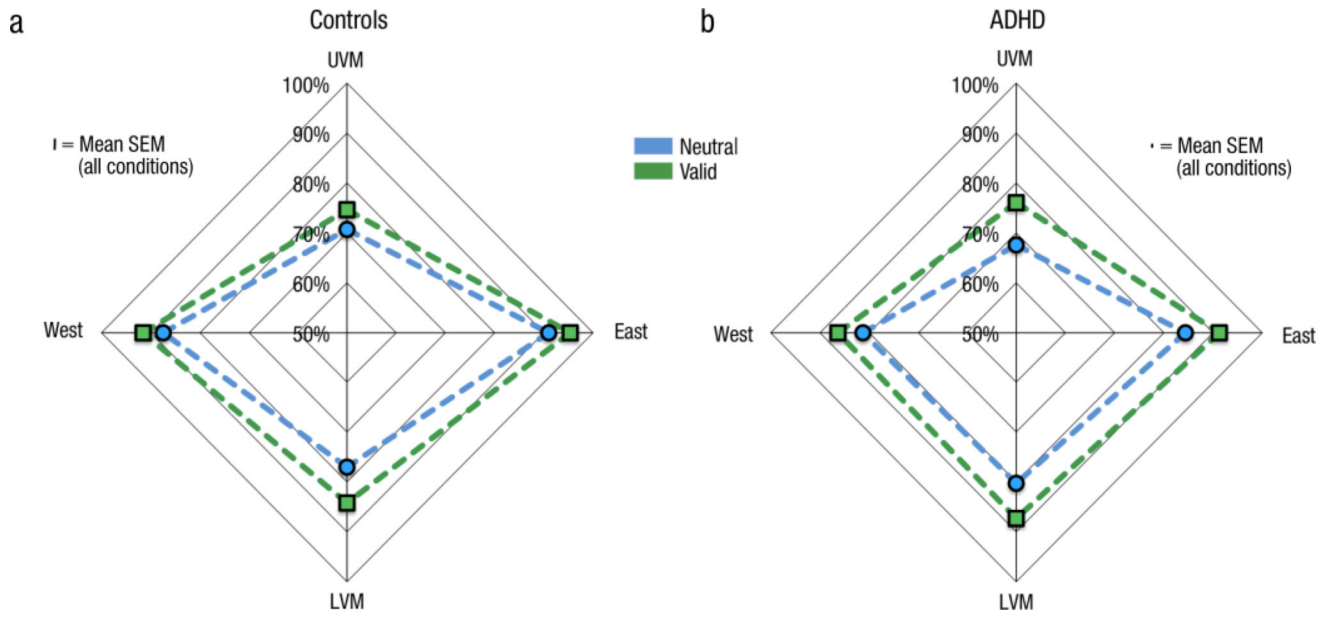 a
Controls
UVM
100%
90%
80%
70%
60%
50%
West
East
LVM
I = Mean SEM
(all conditions)
Neutral
Valid
b
ADHD
UVM
100%
90%
80%
70%
60%
50%
West
East
LVM
= Mean SEM
(all conditions)